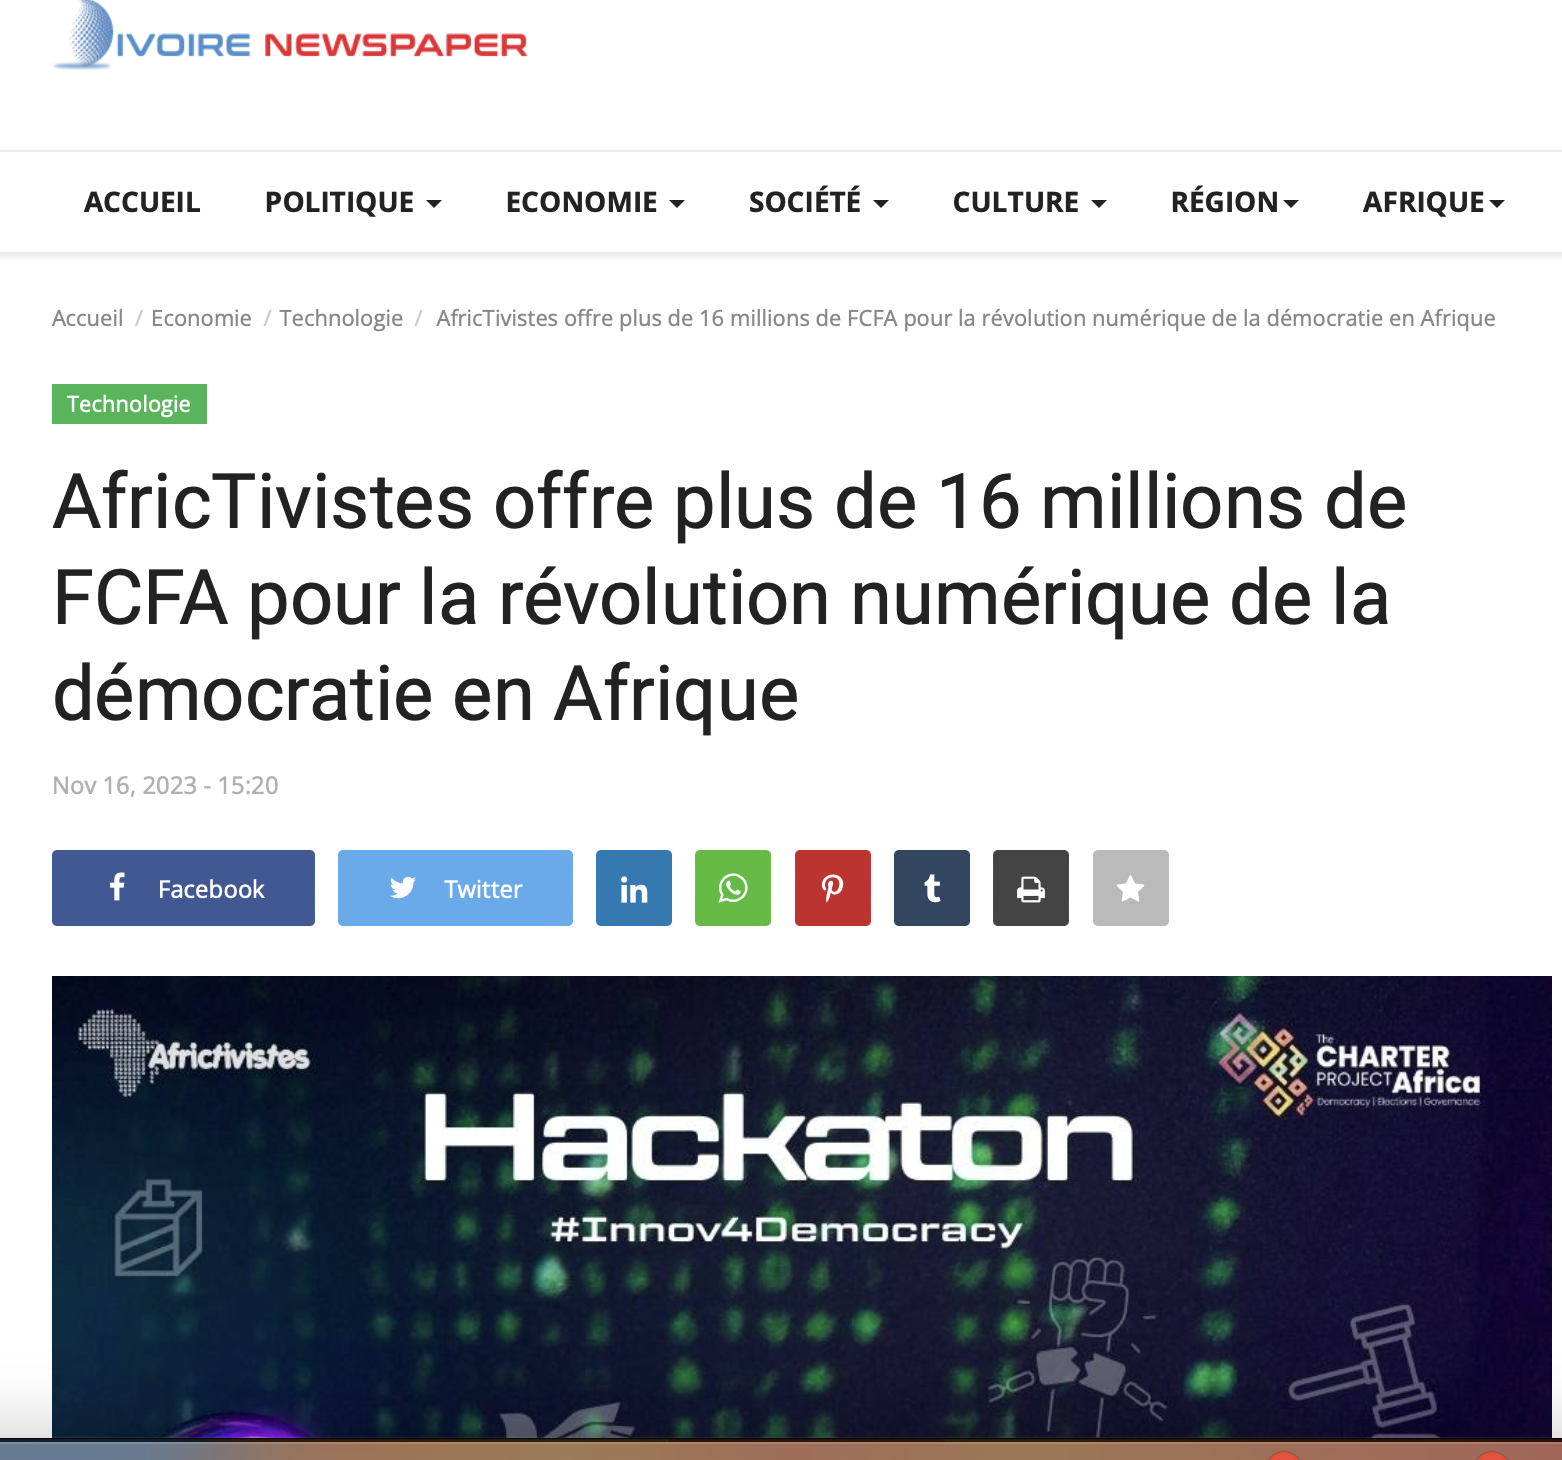 IVOIRE NEWSPAPER
ACCUEIL POLITIQUE ECONOMIE SOCIÉTÉ CULTURE RÉGION AFRIQUE
Accueil / Economie / Technologie / AfricTivistes offre plus de 16 millions de FCFA pour la révolution numérique de la démocratie en Afrique
Technologie
AfricTivistes offre plus de 16 millions de
FCFA pour la révolution numérique de la
démocratie en Afrique
Nov 16, 2023 - 15:20
Facebook Twitter
Africtivistes
The
CHARTER
PROJECT Africa
Democracy | Elections | Governance
Hackaton
#Innov4Democracy